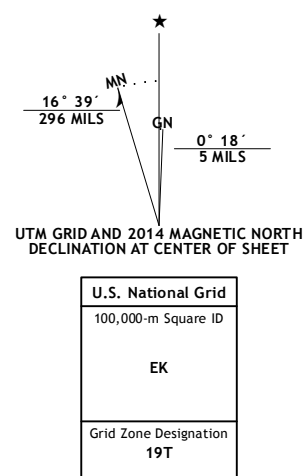 MN
GN
16° 39´
296 MILS
0° 18´
5 MILS
UTM GRID AND 2014 MAGNETIC NORTH
DECLINATION AT CENTER OF SHEET
U.S. National Grid
100,000-m Square ID
EK
Grid Zone Designation
19T